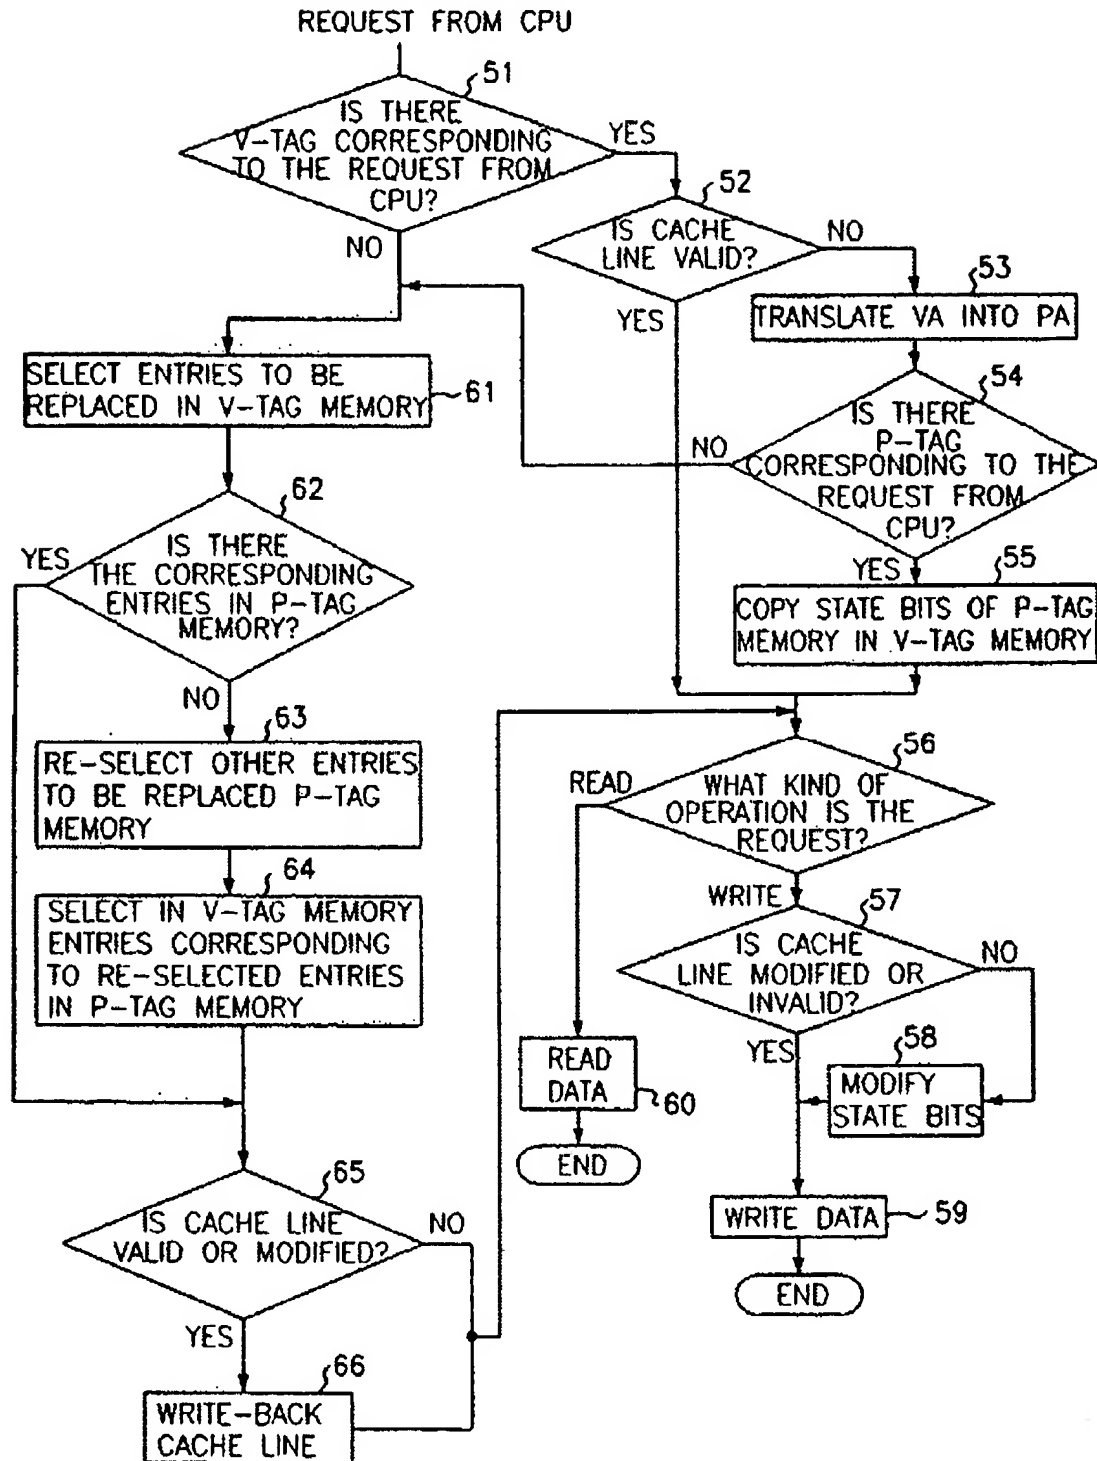 REQUEST FROM CPU
51
IS THERE
V-TAG CORRESPONDING
TO THE REQUEST FROM
CPU?
YES
NO
52
IS CACHE
LINE VALID?
NO
YES
53
TRANSLATE VA INTO PA
54
IS THERE
P-TAG
CORRESPONDING TO THE
REQUEST FROM
CPU?
NO
YES
55
COPY STATE BITS OF P-TAG
MEMORY IN V-TAG MEMORY
SELECT ENTRIES TO BE
REPLACED IN V-TAG MEMORY
61
62
IS THERE
THE CORRESPONDING
ENTRIES IN P-TAG
MEMORY?
YES
NO
63
RE-SELECT OTHER ENTRIES
TO BE REPLACED P-TAG
MEMORY
64
SELECT IN V-TAG MEMORY
ENTRIES CORRESPONDING
TO RE-SELECTED ENTRIES
IN P-TAG MEMORY
56
WHAT KIND OF
OPERATION IS THE
REQUEST?
READ
WRITE
57
IS CACHE
LINE MODIFIED OR
INVALID?
NO
YES
58
MODIFY
STATE BITS
READ
DATA
60
END
WRITE DATA
59
END
65
IS CACHE LINE
VALID OR MODIFIED?
NO
YES
66
WRITE-BACK
CACHE LINE